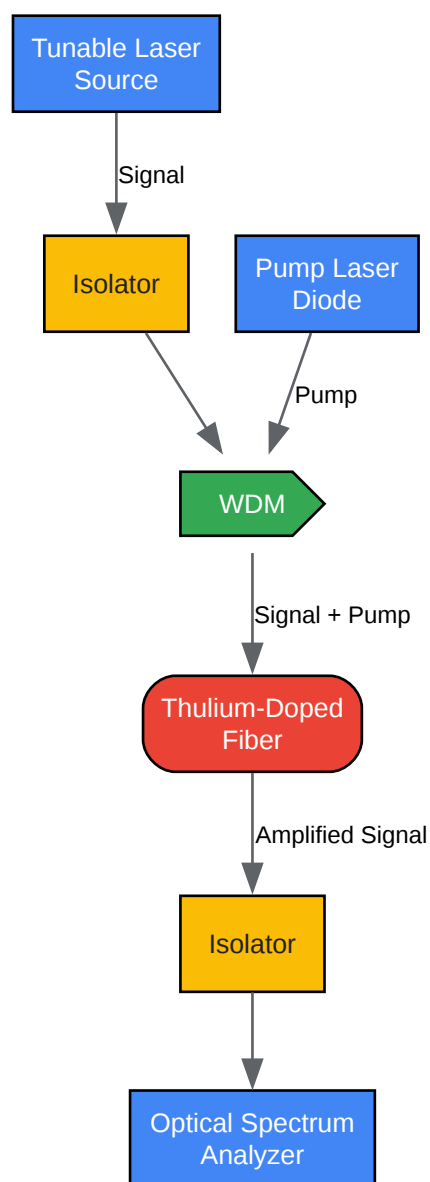 Tunable Laser
Source
Signal
Isolator
Pump Laser
Diode
Pump
WDM
Signal + Pump
Thulium-Doped
Fiber
Amplified Signal
Isolator
Optical Spectrum
Analyzer